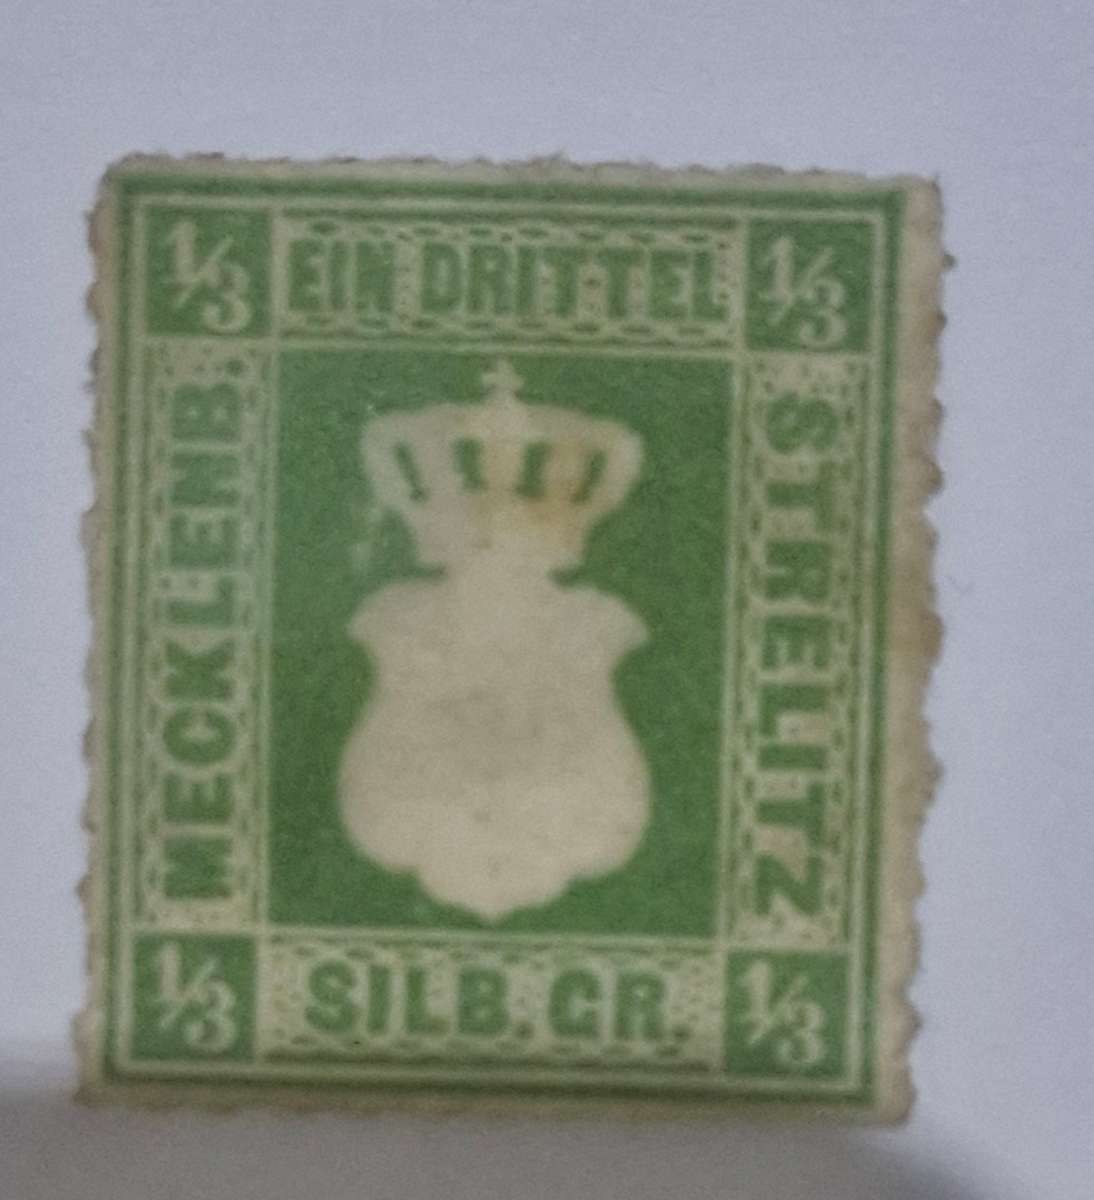 1/3 EIN DRITTEL 1/3
MECKLENB
STRELITZ
1/3 SILB. GR. 1/3